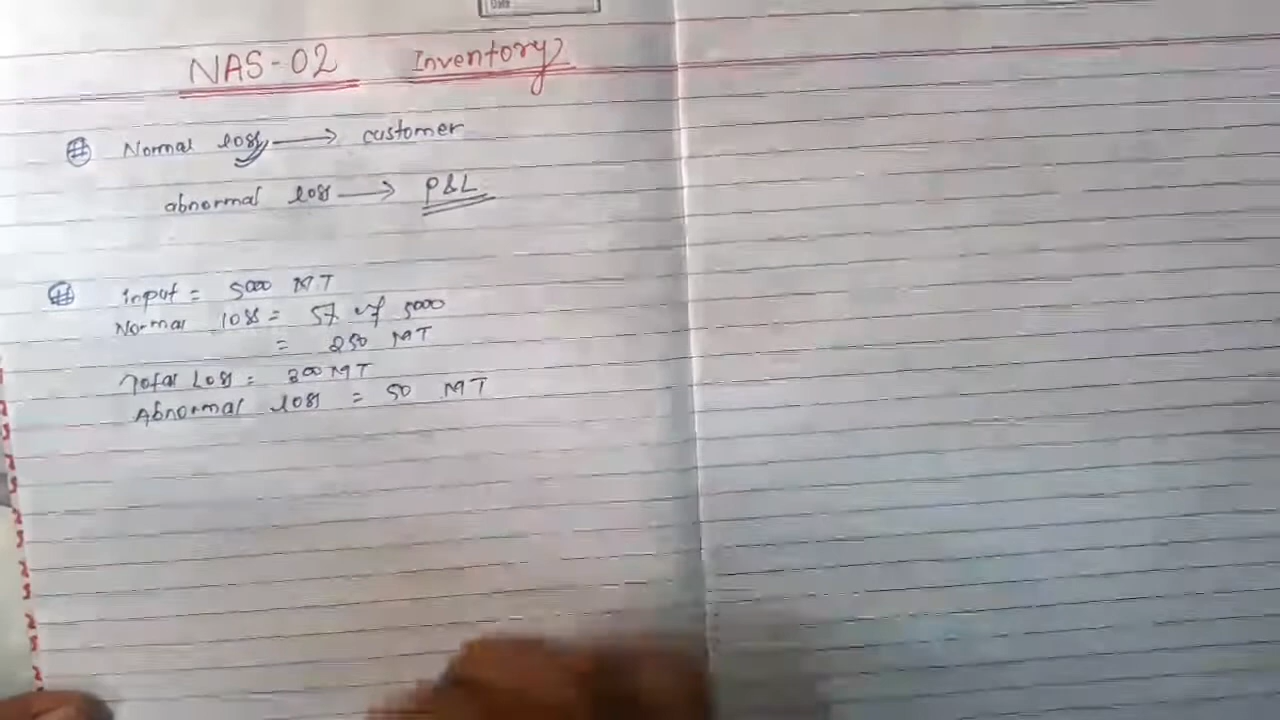 NAS-02 Inventory
Normal loss → customer
abnormal loss → P&L
input = 5000 MT
Normal loss = 5% of 5000
= 250 MT
Total Loss = 300 MT
Abnormal loss = 50 MT